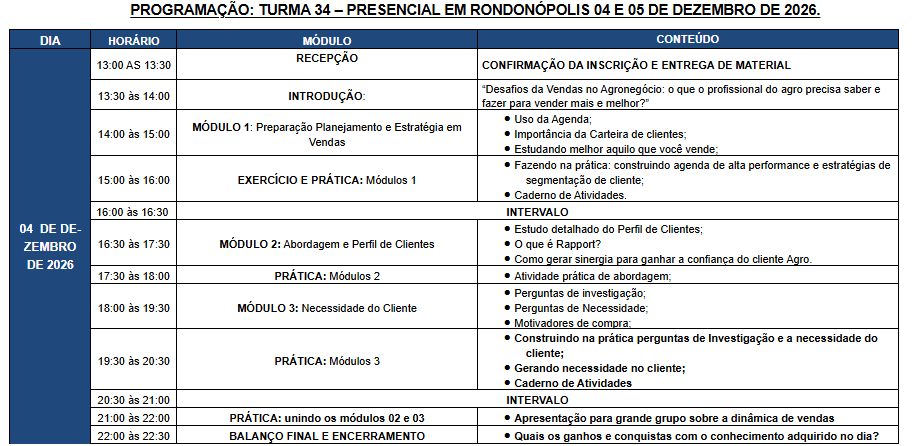 PROGRAMAÇÃO: TURMA 34 – PRESENCIAL EM RONDONÓPOLIS 04 E 05 DE DEZEMBRO DE 2026.
DIA HORÁRIO MÓDULO CONTEÚDO
04 DE DE-
ZEMBRO
DE 2026
13:00 AS 13:30 RECEPÇÃO CONFIRMAÇÃO DA INSCRIÇÃO E ENTREGA DE MATERIAL
13:30 às 14:00 INTRODUÇÃO: “Desafios da Vendas no Agronegócio: o que o profissional do agro precisa saber e
fazer para vender mais e melhor?”
14:00 às 15:00 MÓDULO 1: Preparação Planejamento e Estratégia em
Vendas
• Uso da Agenda;
• Importância da Carteira de clientes;
• Estudando melhor aquilo que você vende;
15:00 às 16:00 EXERCÍCIO E PRÁTICA: Módulos 1
• Fazendo na prática: construindo agenda de alta performance e estratégias de
segmentação de cliente;
• Caderno de Atividades.
16:00 às 16:30 INTERVALO
16:30 às 17:30 MÓDULO 2: Abordagem e Perfil de Clientes
• Estudo detalhado do Perfil de Clientes;
• O que é Rapport?
• Como gerar sinergia para ganhar a confiança do cliente Agro.
17:30 às 18:00 PRÁTICA: Módulos 2 • Atividade prática de abordagem;
18:00 às 19:30 MÓDULO 3: Necessidade do Cliente
• Perguntas de investigação;
• Perguntas de Necessidade;
• Motivadores de compra;
19:30 às 20:30 PRÁTICA: Módulos 3
• Construindo na prática perguntas de Investigação e a necessidade do
cliente;
• Gerando necessidade no cliente;
• Caderno de Atividades
20:30 às 21:00 INTERVALO
21:00 às 22:00 PRÁTICA: unindo os módulos 02 e 03 • Apresentação para grande grupo sobre a dinâmica de vendas
22:00 às 22:30 BALANÇO FINAL E ENCERRAMENTO • Quais os ganhos e conquistas com o conhecimento adquirido no dia?